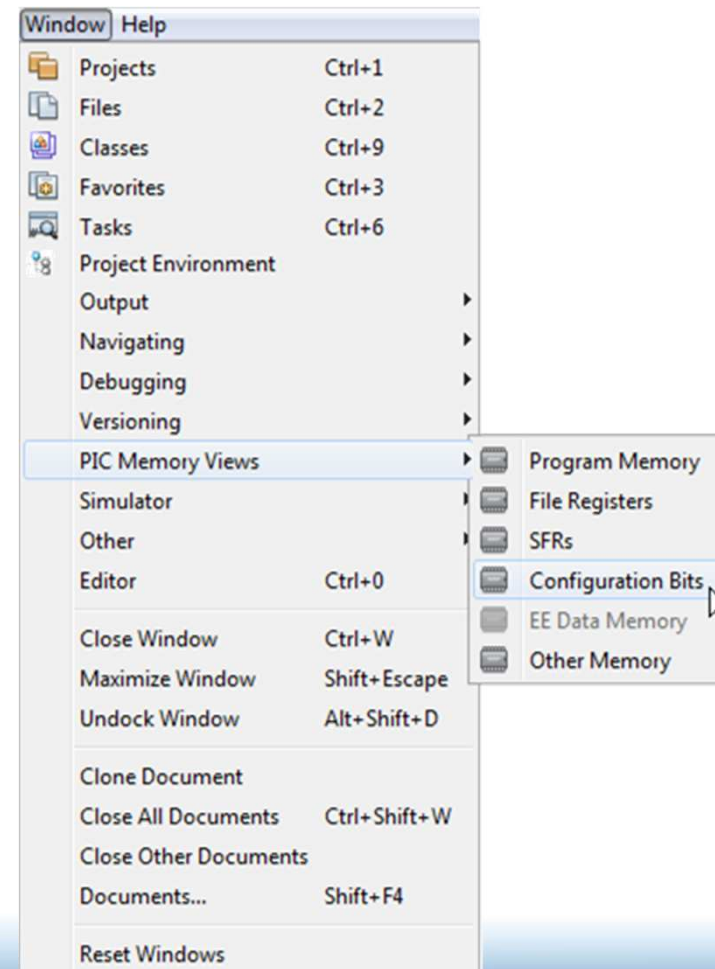 Window Help
Projects Ctrl+1
Files Ctrl+2
Classes Ctrl+9
Favorites Ctrl+3
Tasks Ctrl+6
Project Environment
Output
Navigating
Debugging
Versioning
PIC Memory Views
Simulator
Other
Editor Ctrl+0
Close Window Ctrl+W
Maximize Window Shift+Escape
Undock Window Alt+Shift+D
Clone Document
Close All Documents Ctrl+Shift+W
Close Other Documents
Documents... Shift+F4
Reset Windows
Program Memory
File Registers
SFRs
Configuration Bits
EE Data Memory
Other Memory